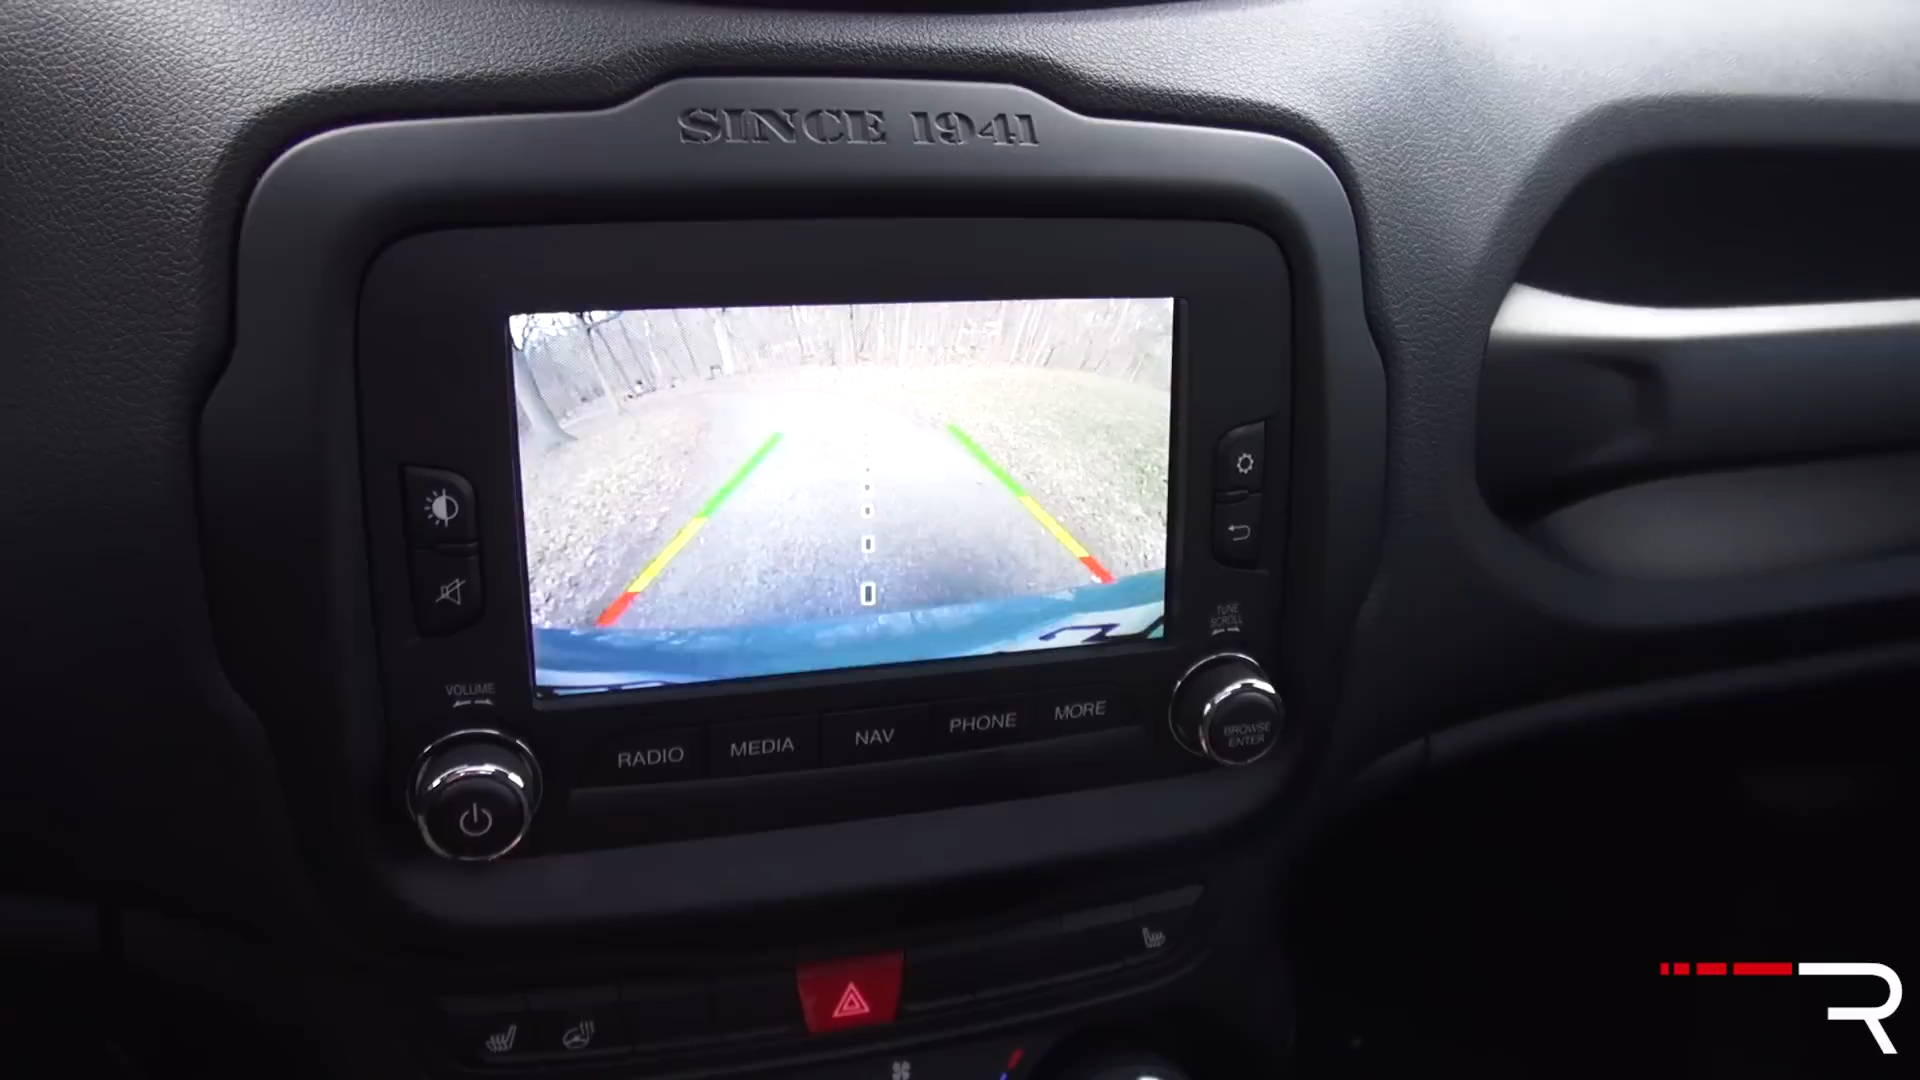 SINCE 1941
TUNE
SCROLL
VOLUME
RADIO MEDIA NAV PHONE MORE
BROWSE
ENTER
R